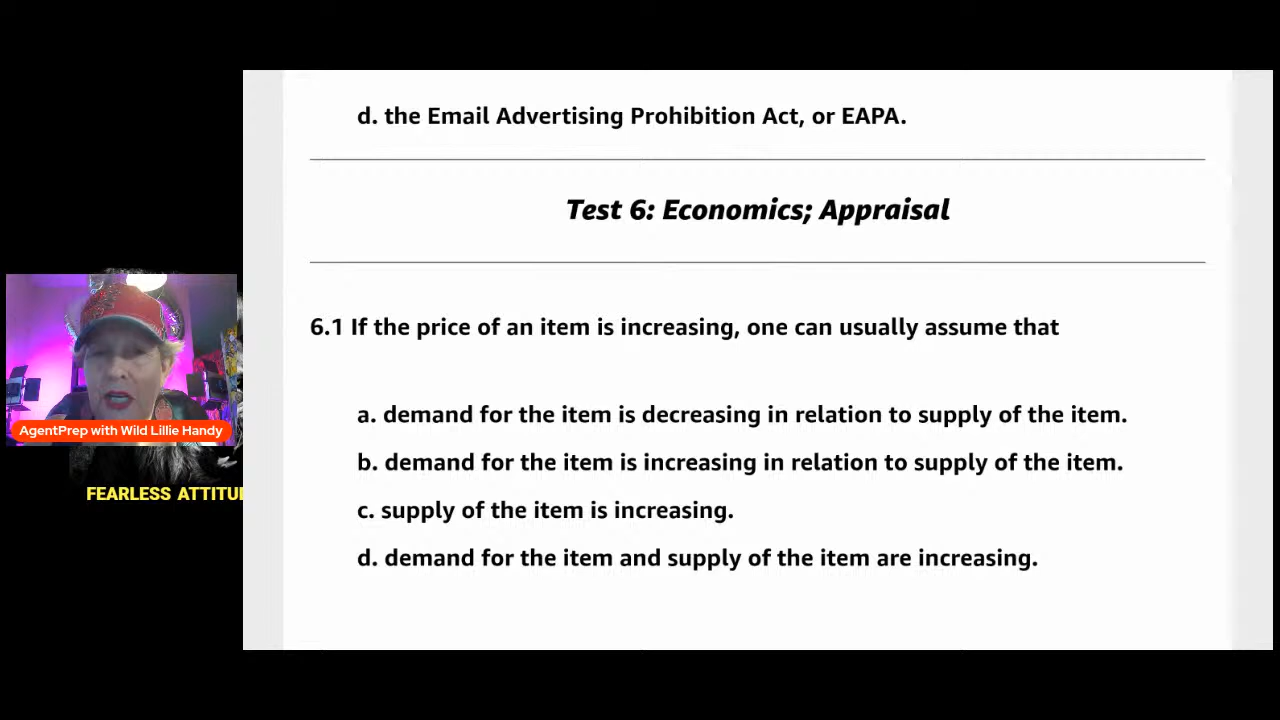 d. the Email Advertising Prohibition Act, or EAPA.
Test 6: Economics; Appraisal
6.1 If the price of an item is increasing, one can usually assume that
a. demand for the item is decreasing in relation to supply of the item.
b. demand for the item is increasing in relation to supply of the item.
c. supply of the item is increasing.
d. demand for the item and supply of the item are increasing.
AgentPrep with Wild Lillie Handy
FEARLESS ATTITU